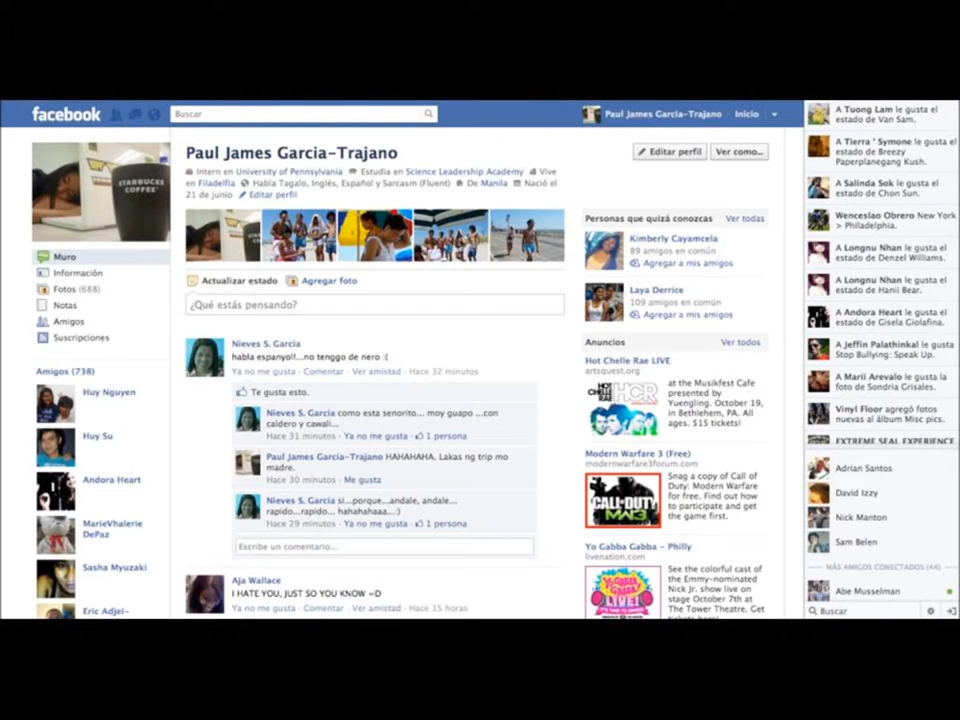 facebook
Buscar
Paul James Garcia-Trajano
Inicio
Paul James Garcia-Trajano
Editar perfil
Ver como...
Intern en University of Pennsylvania Estudia en Science Leadership Academy Vive
en Filadelfia Habla Tagalo, Inglés, Español y Sarcasm (Fluent) De Manila Nació el
21 de junio Editar perfil
STARBUCKS
COFFEE
Muro
Información
Fotos (688)
Notas
Amigos
Suscripciones
Amigos (738)
Huy Nguyen
Huy Su
Andora Heart
MarieVhalerie
DePaz
Sasha Myuzaki
Eric Adjei-
Actualizar estado
Agregar foto
¿Qué estás pensando?
Nieves S. Garcia
habla espanyol!...no tenggo de nero :(
Ya no me gusta · Comentar · Ver amistad · Hace 32 minutos
Te gusta esto.
Nieves S. Garcia como esta senorito... moy guapo ...con
caldero y cawali...
Hace 31 minutos · Ya no me gusta · 1 persona
Paul James Garcia-Trajano HAHAHAHA. Lakas ng trip mo
madre.
Hace 30 minutos · Me gusta
Nieves S. Garcia si...porque...andale, andale...
rapido...rapido... hahahahaaa...:)
Hace 29 minutos · Ya no me gusta · 1 persona
Escribe un comentario...
Aja Wallace
I HATE YOU, JUST SO YOU KNOW =D
Ya no me gusta · Comentar · Ver amistad · Hace 15 horas
Personas que quizá conozcas
Ver todas
Kimberly Cayamcela
89 amigos en común
Agregar a mis amigos
Laya Derrice
109 amigos en común
Agregar a mis amigos
Anuncios
Ver todos
Hot Chelle Rae LIVE
artsquest.org
HOT
CHELLE
RAE
HCR
at the Musikfest Cafe
presented by
Yuengling. October 19,
in Bethlehem, PA. All
ages. $15 tickets!
Modern Warfare 3 (Free)
modernwarfare3forum.com
CALL DUTY
MW3
Snag a copy of Call of
Duty: Modern Warfare
for free. Find out how
to participate and get
the game first.
Yo Gabba Gabba - Philly
livenation.com
YO GABBA
GABBA!
LIVE!
See the colorful cast of
the Emmy-nominated
Nick Jr. show live on
stage October 7th at
The Tower Theatre. Get
tickets here!
A Tuong Lam le gusta el
estado de Van Sam.
A Tierra ' Symone le gusta el
estado de Breezy
Paperplanegang Kush.
A Salinda Sok le gusta el
estado de Chon Sun.
Wenceslao Obrero New York
> Philadelphia.
A Longnu Nhan le gusta el
estado de Denzel Williams.
A Longnu Nhan le gusta el
estado de Hanii Bear.
A Andora Heart le gusta el
estado de Gisela Giolafina.
A Jeffin Palathinkal le gusta
Stop Bullying: Speak Up.
A Marii Arevalo le gusta la
foto de Sondria Grisales.
Vinyl Floor agregó fotos
nuevas al álbum Misc pics.
EXTREME SEAL EXPERIENCE
Adrian Santos
David Izzy
Nick Manton
Sam Belen
MÁS AMIGOS CONECTADOS (44)
Abe Musselman
Buscar